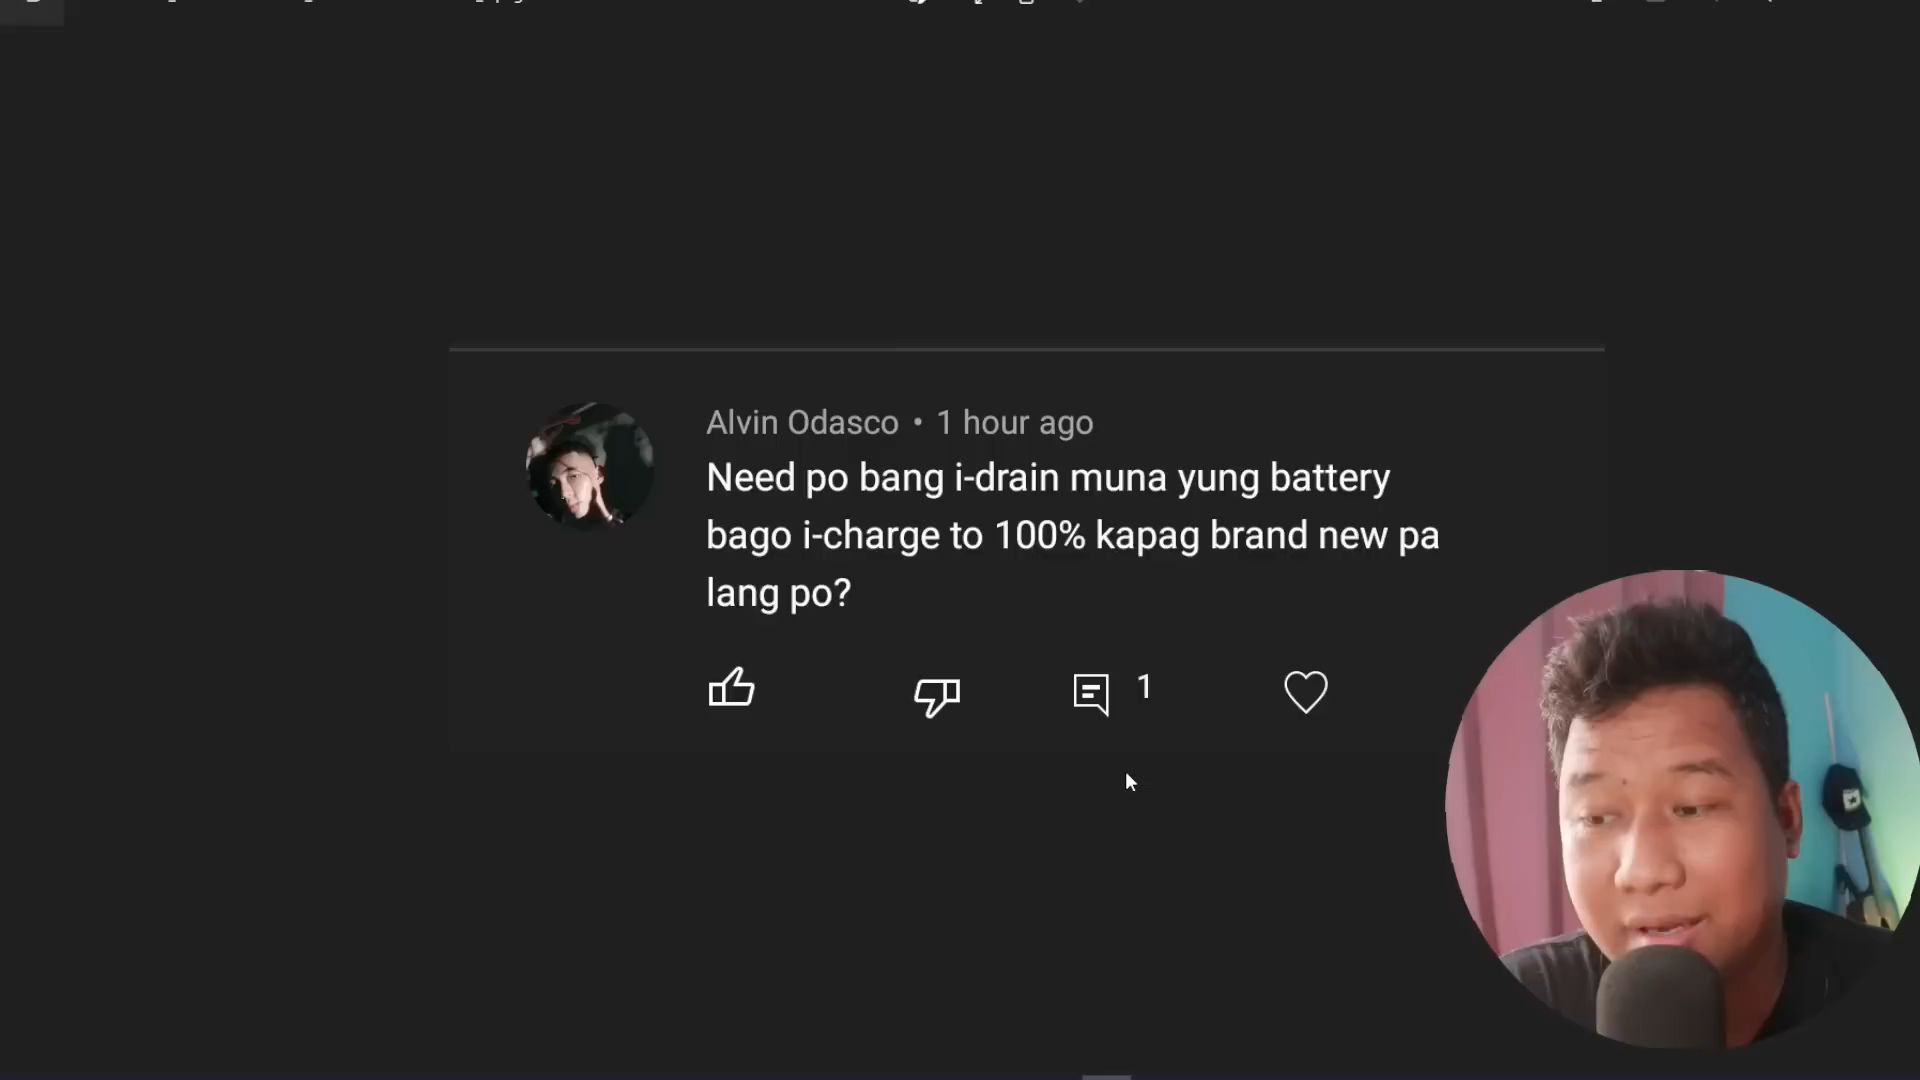 Alvin Odasco • 1 hour ago
Need po bang i-drain muna yung battery
bago i-charge to 100% kapag brand new pa
lang po?
1